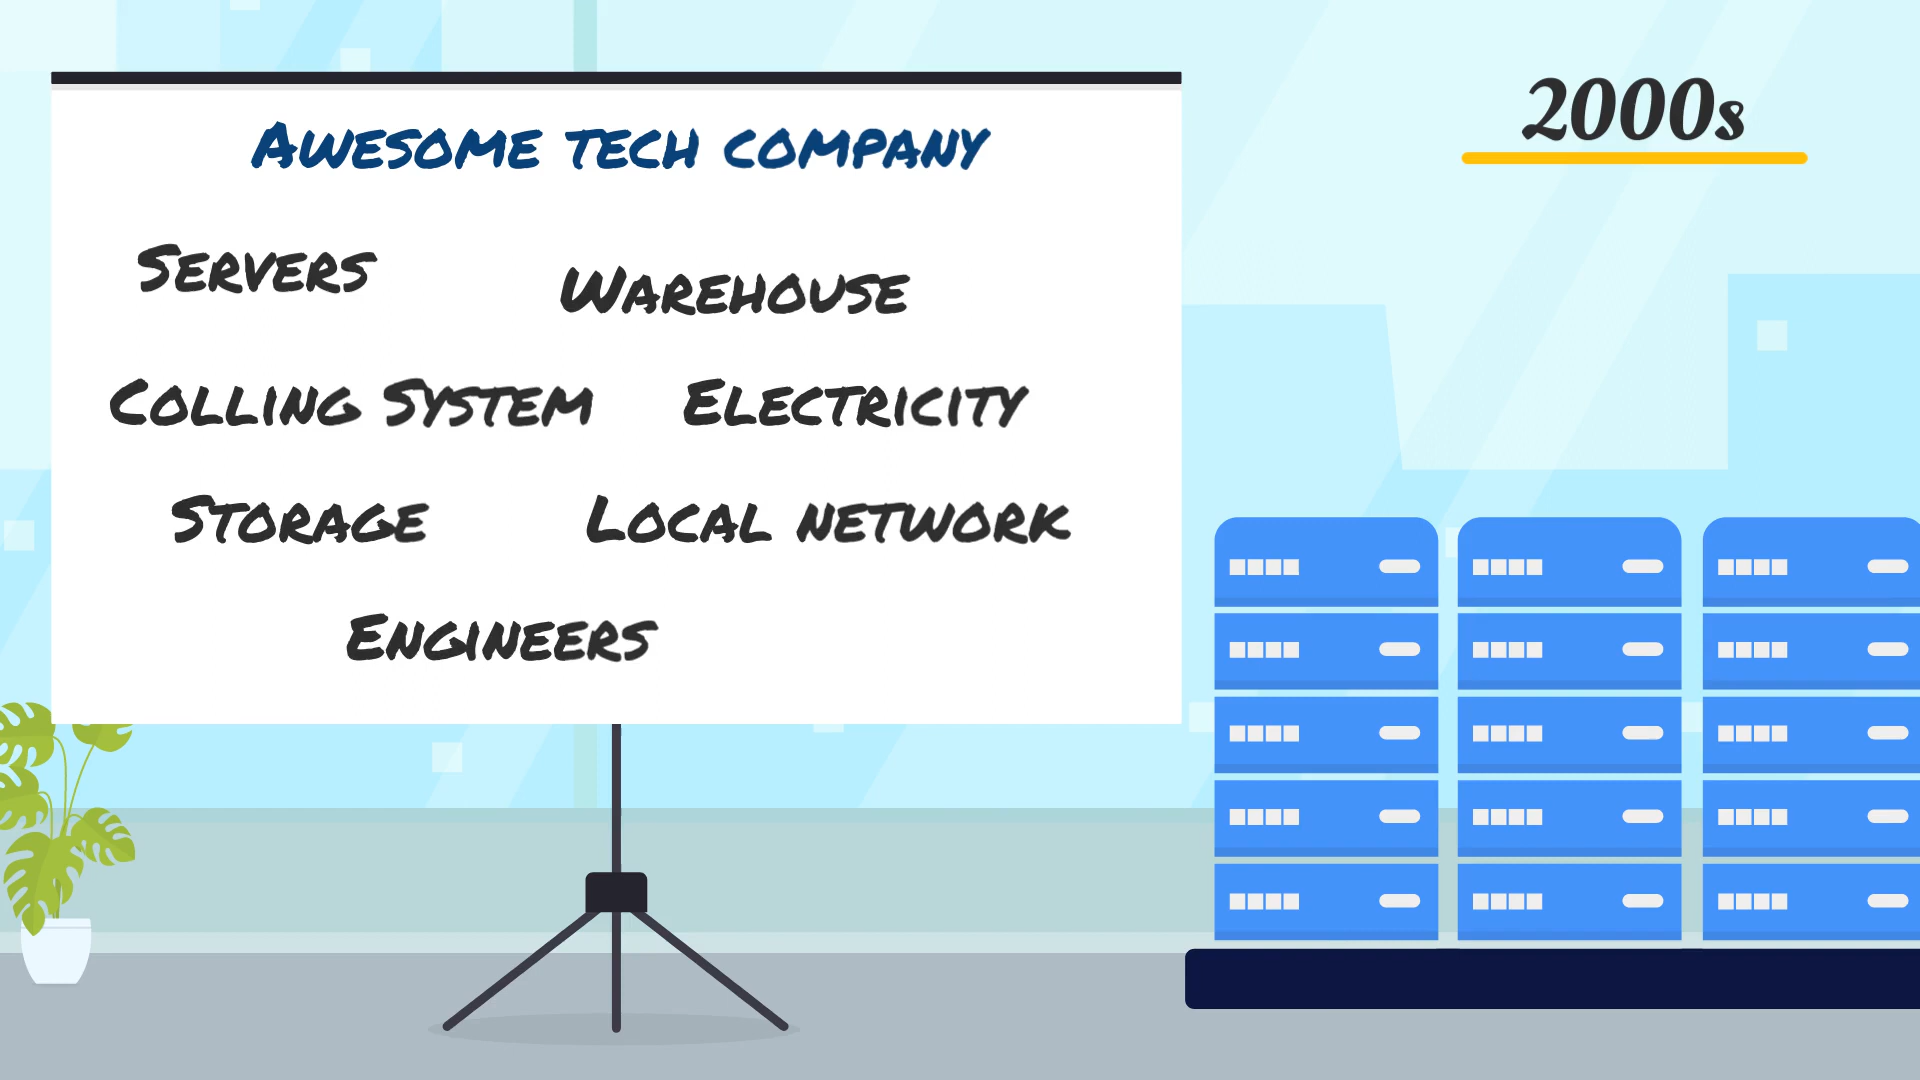 Awesome tech company
2000s
Servers
Warehouse
Colling System
Electricity
Storage
Local network
Engineers